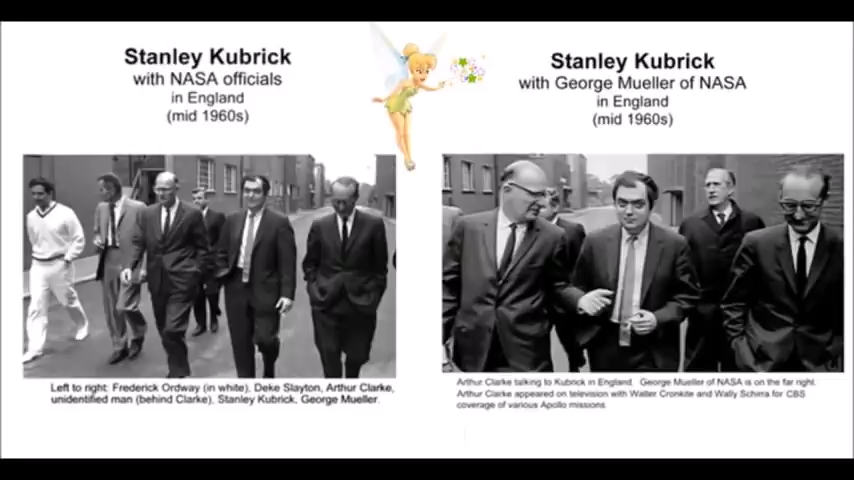 Stanley Kubrick
with NASA officials
in England
(mid 1960s)
Left to right: Frederick Ordway (in white), Deke Slayton, Arthur Clarke,
unidentified man (behind Clarke), Stanley Kubrick, George Mueller.
Stanley Kubrick
with George Mueller of NASA
in England
(mid 1960s)
Arthur Clarke talking to Kubrick in England. George Mueller of NASA is on the far right.
Arthur Clarke appeared on television with Walter Cronkite and Wally Schirra for CBS
coverage of various Apollo missions.